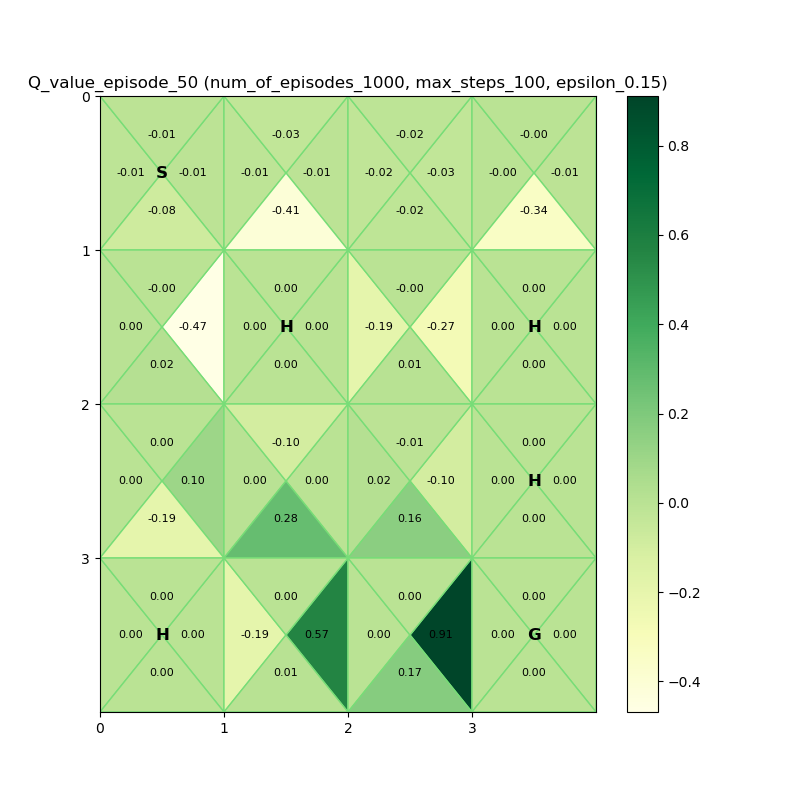 Q_value_episode_50 (num_of_episodes_1000, max_steps_100, epsilon_0.15)
0
-0.01 -0.03 -0.02 -0.00
-0.01 S -0.01 -0.01 -0.01 -0.02 -0.03 -0.00 -0.01
-0.08 -0.41 -0.02 -0.34
1
-0.00 0.00 -0.00 0.00
0.00 -0.47 0.00 H 0.00 -0.19 -0.27 0.00 H 0.00
0.02 0.00 0.01 0.00
2
0.00 -0.10 -0.01 0.00
0.00 0.10 0.00 0.00 0.02 -0.10 0.00 H 0.00
-0.19 0.28 0.16 0.00
3
0.00 0.00 0.00 0.00
0.00 H 0.00 -0.19 0.57 0.00 0.91 0.00 G 0.00
0.00 0.01 0.17 0.00
0 1 2 3
0.8
0.6
0.4
0.2
0.0
−0.2
−0.4